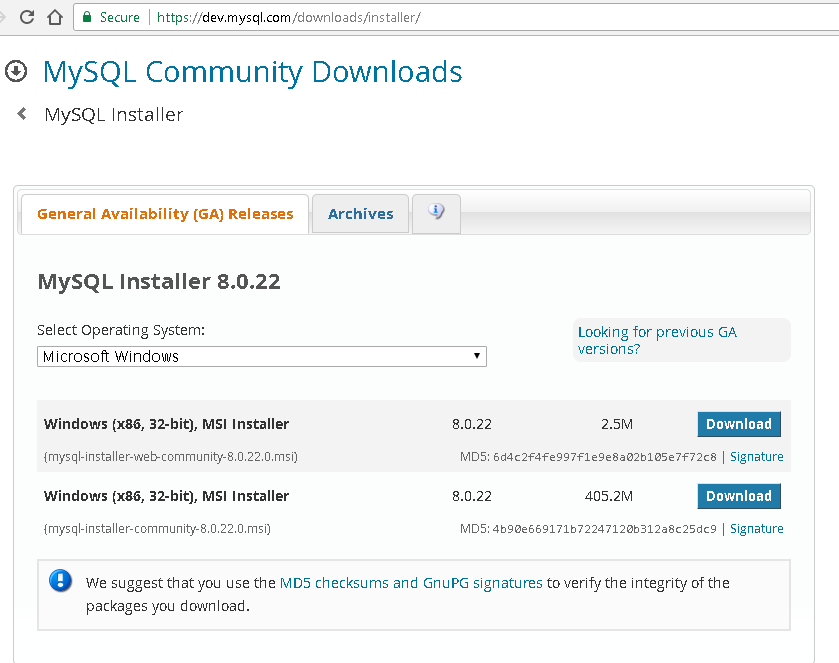 Secure https://dev.mysql.com/downloads/installer/
MySQL Community Downloads
MySQL Installer
General Availability (GA) Releases Archives
MySQL Installer 8.0.22
Select Operating System:
Microsoft Windows
Looking for previous GA
versions?
Windows (x86, 32-bit), MSI Installer 8.0.22 2.5M Download
(mysql-installer-web-community-8.0.22.0.msi) MD5: 6d4c2f4fe997f1e9e8a02b105e7f72c8 | Signature
Windows (x86, 32-bit), MSI Installer 8.0.22 405.2M Download
(mysql-installer-community-8.0.22.0.msi) MD5: 4b90e669171b72247120b312a8c25dc9 | Signature
We suggest that you use the MD5 checksums and GnuPG signatures to verify the integrity of the
packages you download.